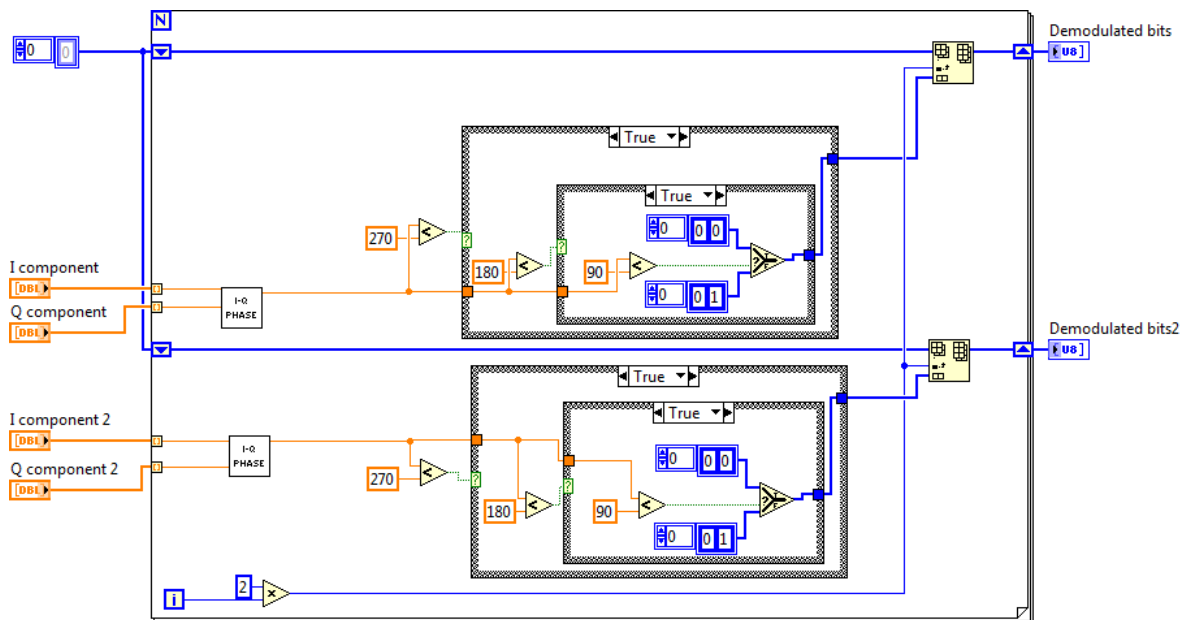 N
0 0
Demodulated bits
U8
True
True
0 0 0
270
180
90
0 0 1
I component
DBL
I-Q
PHASE
Q component
DBL
Demodulated bits2
U8
True
True
I component 2
DBL
I-Q
PHASE
0 0 0
Q component 2
DBL
270
180
90
0 0 1
2
i